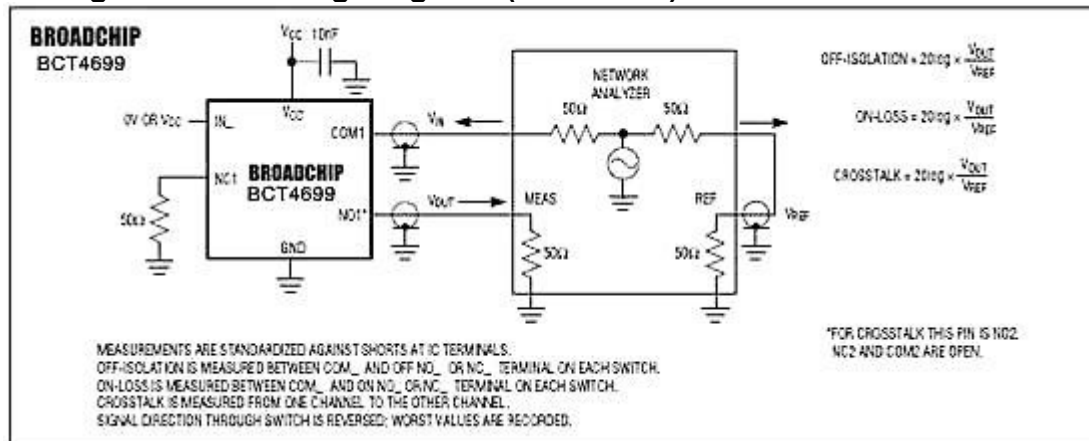 BROADCHIP
BCT4699
VCC
10nF
0V OR VCC
IN_
VCC
COM1
NC1
BROADCHIP
BCT4699
NO1*
GND
50Ω
VIN
VOUT
NETWORK
ANALYZER
50Ω
50Ω
MEAS
REF
50Ω
50Ω
VREF
OFF-ISOLATION = 20log × VOUT
VREF
ON-LOSS = 20log × VOUT
VREF
CROSSTALK = 20log × VOUT
VREF
MEASUREMENTS ARE STANDARDIZED AGAINST SHORTS AT IC TERMINALS.
OFF-ISOLATION IS MEASURED BETWEEN COM_ AND OFF NO_ OR NC_ TERMINAL ON EACH SWITCH.
ON-LOSS IS MEASURED BETWEEN COM_ AND ON NO_ OR NC_ TERMINAL ON EACH SWITCH.
CROSSTALK IS MEASURED FROM ONE CHANNEL TO THE OTHER CHANNEL.
SIGNAL DIRECTION THROUGH SWITCH IS REVERSED; WORST VALUES ARE RECORDED.
*FOR CROSSTALK THIS PIN IS NO2.
NC2 AND COM2 ARE OPEN.